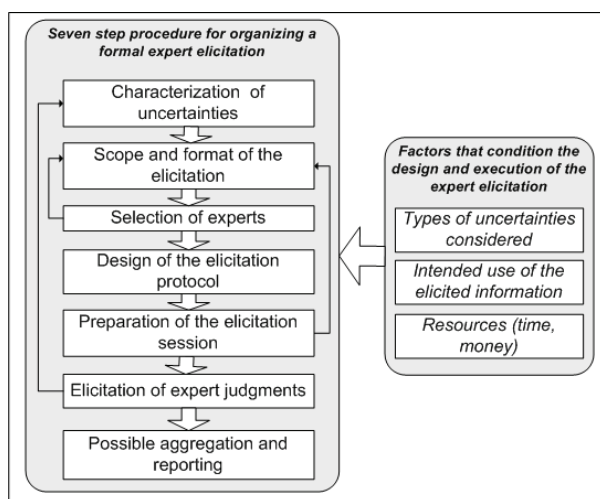 Seven step procedure for organizing a
formal expert elicitation
Characterization of
uncertainties
Scope and format of the
elicitation
Selection of experts
Design of the elicitation
protocol
Preparation of the elicitation
session
Elicitation of expert judgments
Possible aggregation and
reporting
Factors that condition the
design and execution of the
expert elicitation
Types of uncertainties
considered
Intended use of the
elicited information
Resources (time,
money)